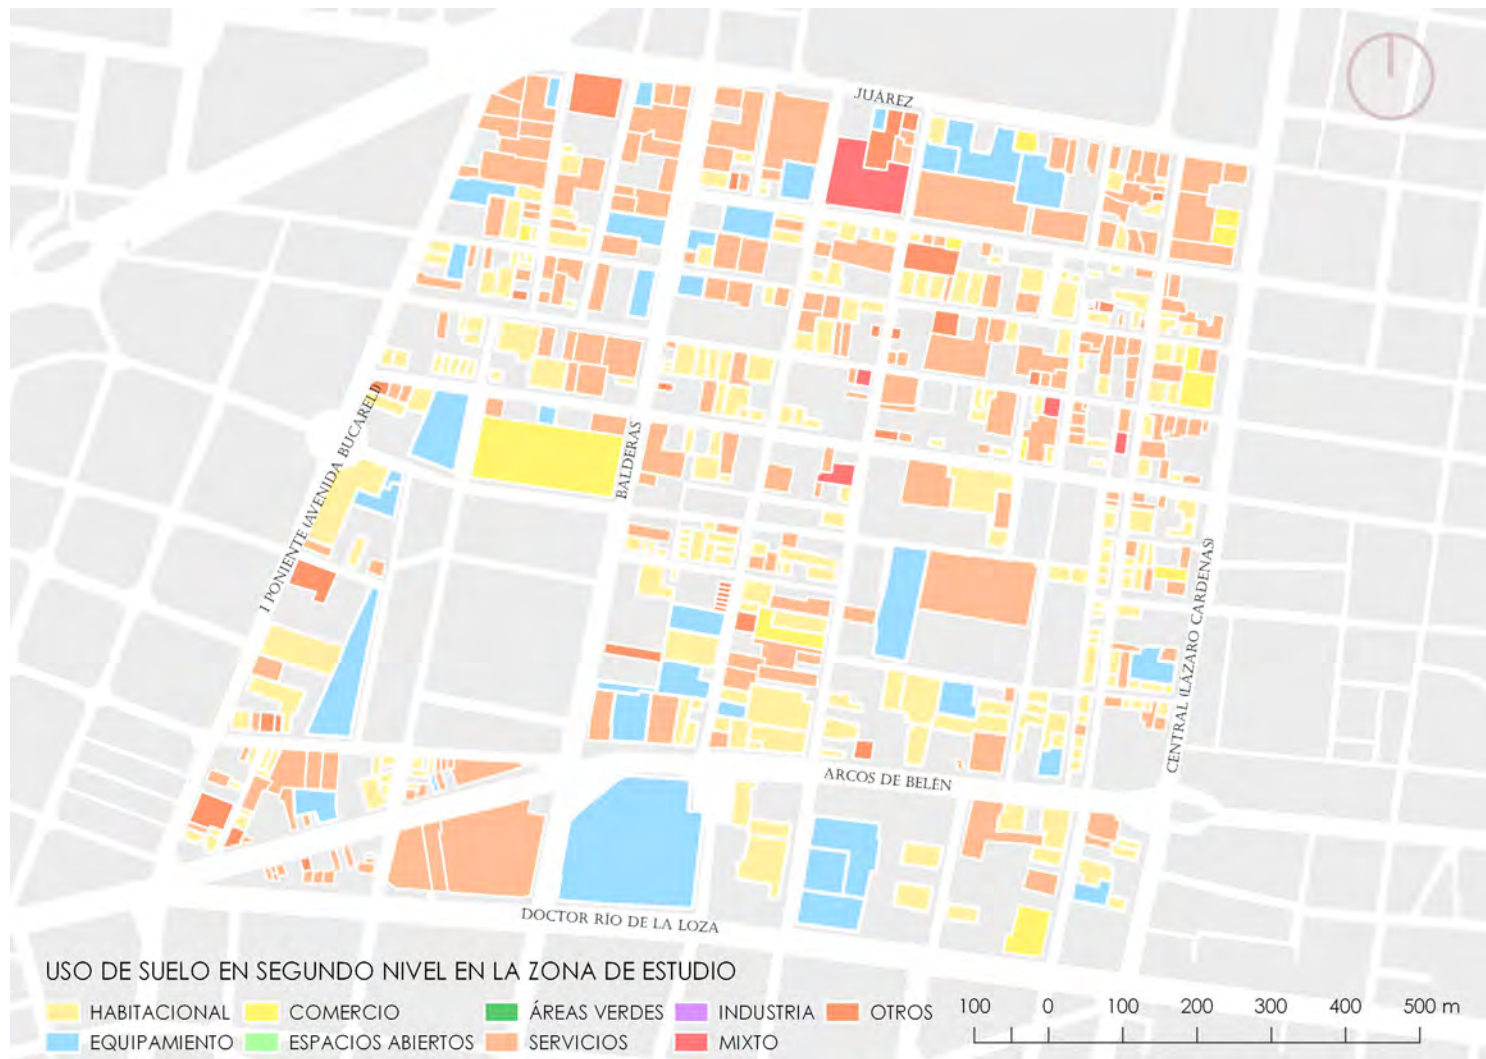 JUÁREZ
1 PONIENTE (AVENIDA BUCARELI)
BALDERAS
CENTRAL (LÁZARO CARDENAS)
ARCOS DE BELÉN
DOCTOR RÍO DE LA LOZA
USO DE SUELO EN SEGUNDO NIVEL EN LA ZONA DE ESTUDIO
HABITACIONAL COMERCIO ÁREAS VERDES INDUSTRIA OTROS
EQUIPAMIENTO ESPACIOS ABIERTOS SERVICIOS MIXTO
100 0 100 200 300 400 500 m